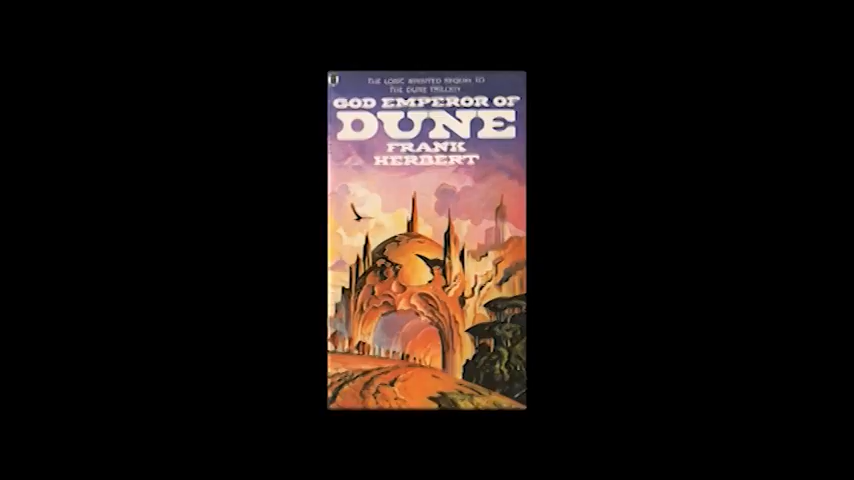 THE LONG AWAITED SEQUEL TO
THE DUNE TRILOGY
GOD EMPEROR OF
DUNE
FRANK
HERBERT